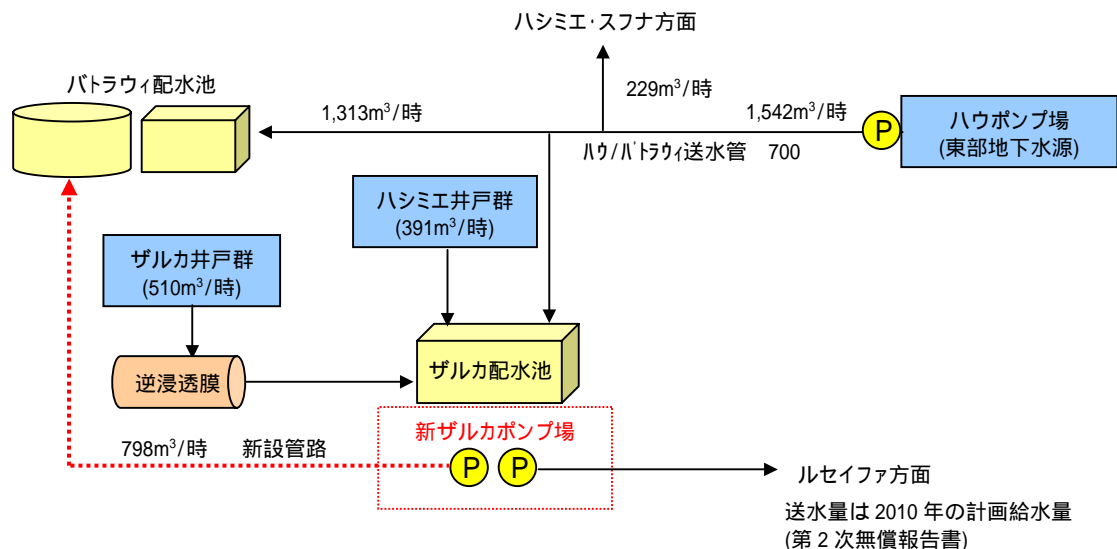 ハシミエ・スフナ方面
バトラウィ配水池
229m³/時
1,313m³/時
1,542m³/時
P
ハウポンプ場
(東部地下水源)
ハウ/バトラウィ送水管 700
ハシミエ井戸群
(391m³/時)
ザルカ井戸群
(510m³/時)
逆浸透膜
ザルカ配水池
新ザルカポンプ場
798m³/時 新設管路
P P
ルセイファ方面
送水量は 2010 年の計画給水量
(第 2 次無償報告書)